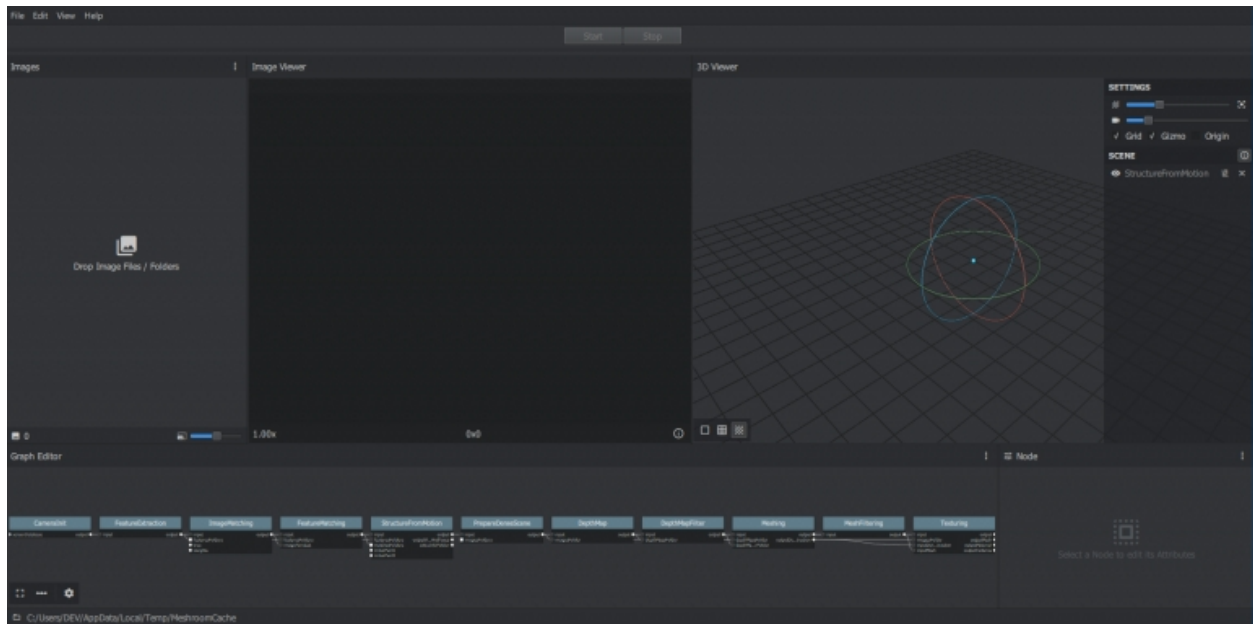 File Edit View Help
Start Stop
Images
Image Viewer
3D Viewer
SETTINGS
Grid Gizmo Origin
SCENE
StructureFromMotion
Drop Image Files / Folders
0
1.00x
0x0
Graph Editor
Node
CameraInit FeatureExtraction ImageMatching FeatureMatching StructureFromMotion PrepareDenseScene DepthMap DepthMapFilter Meshing MeshFiltering Texturing
Select a Node to edit its Attributes
C:/Users/DEV/AppData/Local/Temp/MeshroomCache